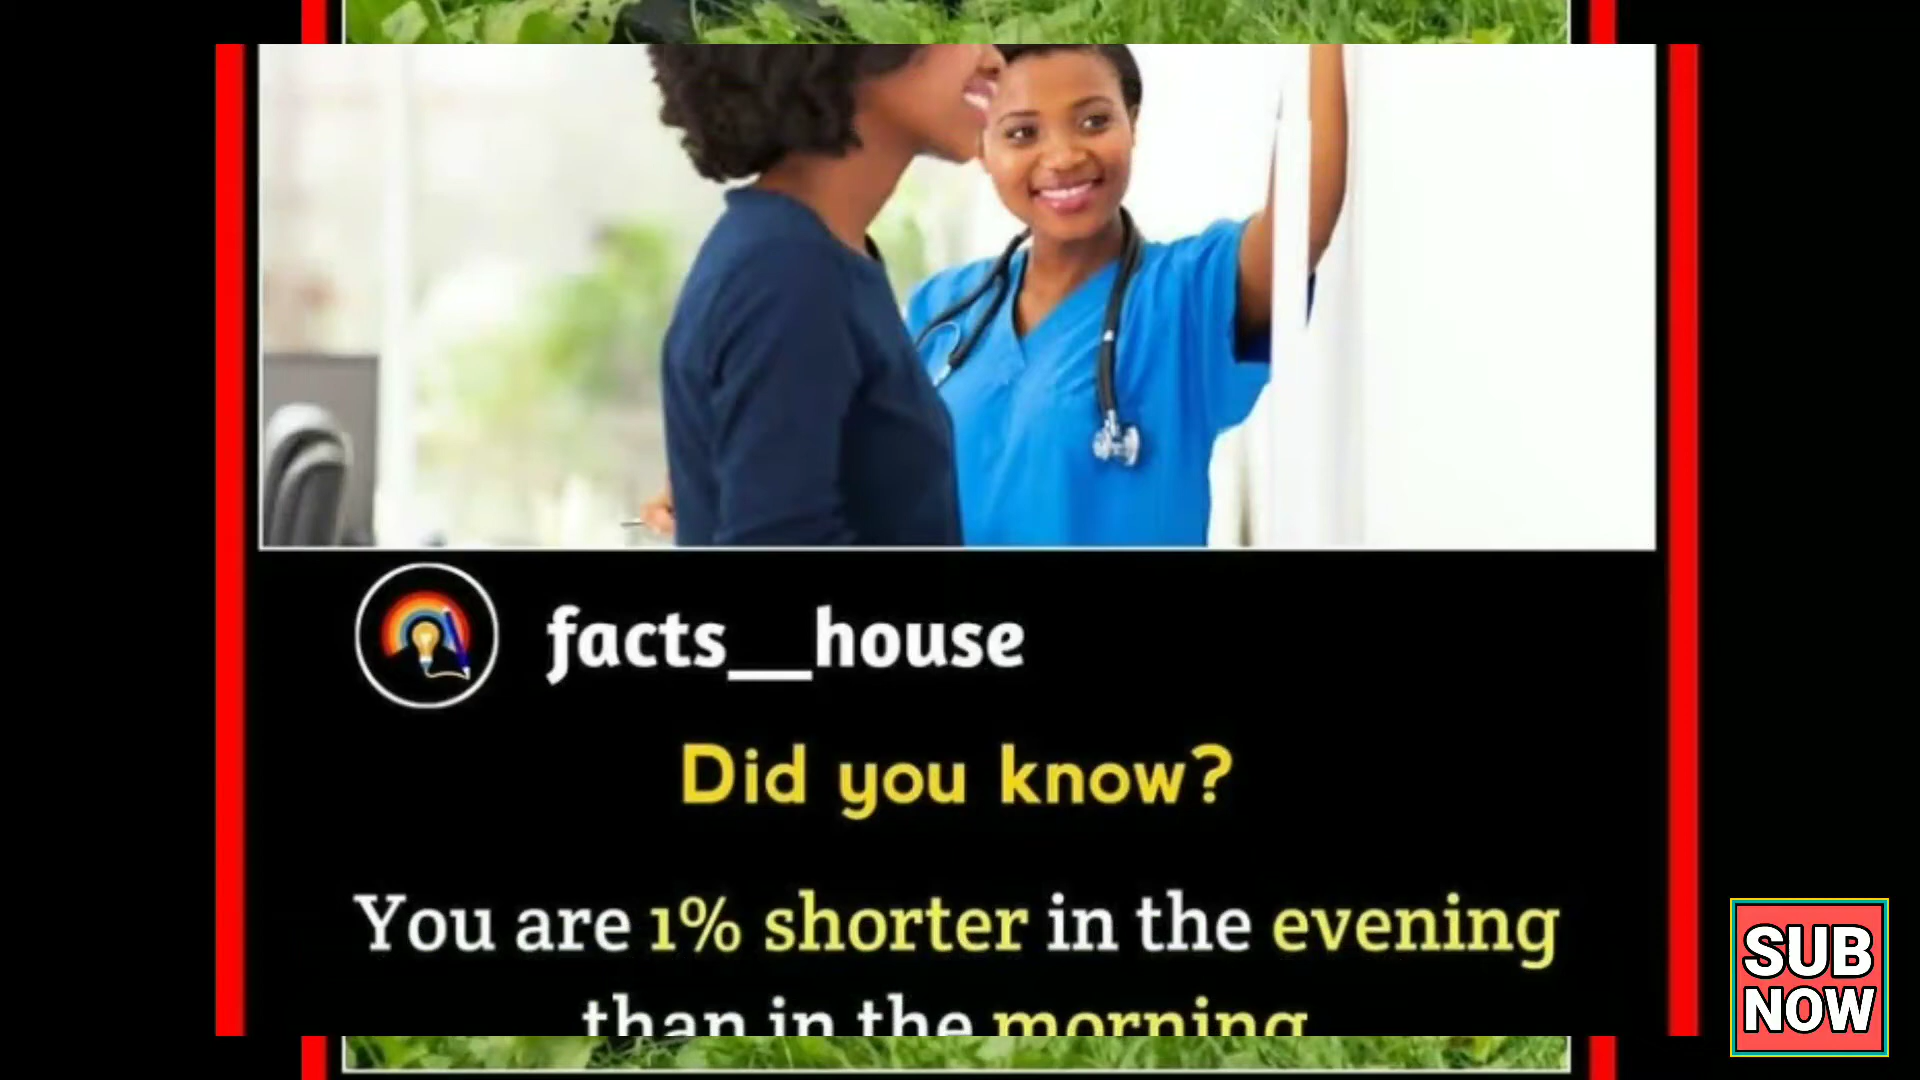 facts__house
Did you know?
You are 1% shorter in the evening
than in the morning
SUB
NOW